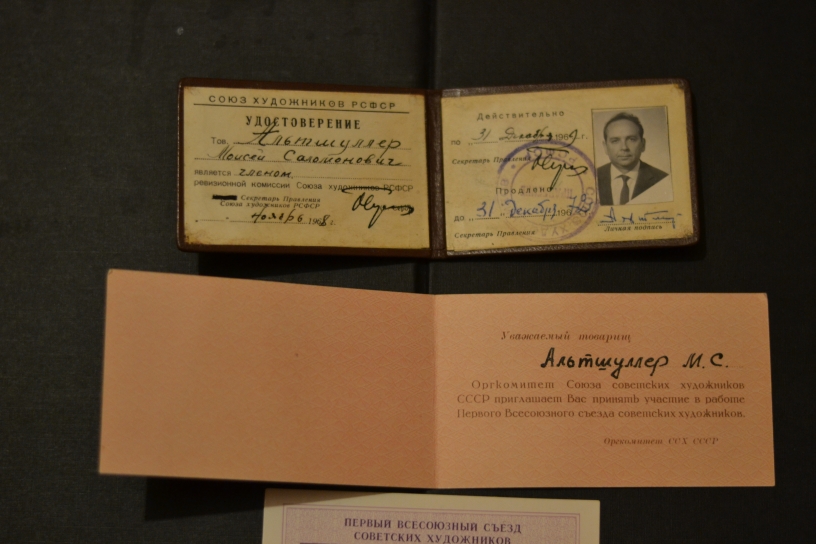 СОЮЗ ХУДОЖНИКОВ РСФСР
УДОСТОВЕРЕНИЕ
Тов. Альтшуллер
Моисей Саломонович
является членом
ревизионной комиссии Союза художников РСФСР
Секретарь Правления
Союза художников РСФСР
ноябрь 1968 г.
Действительно
по 31 Декабря 1969 г.
Секретарь Правления
Продлено
до „31" Декабря 1970
Секретарь Правления
Личная подпись
Уважаемый товарищ
Альтшуллер М.С.
Оргкомитет Союза советских художников
СССР приглашает Вас принять участие в работе
Первого Всесоюзного съезда советских художников.
Оргкомитет ССХ СССР
ПЕРВЫЙ ВСЕСОЮЗНЫЙ СЪЕЗД
СОВЕТСКИХ ХУДОЖНИКОВ